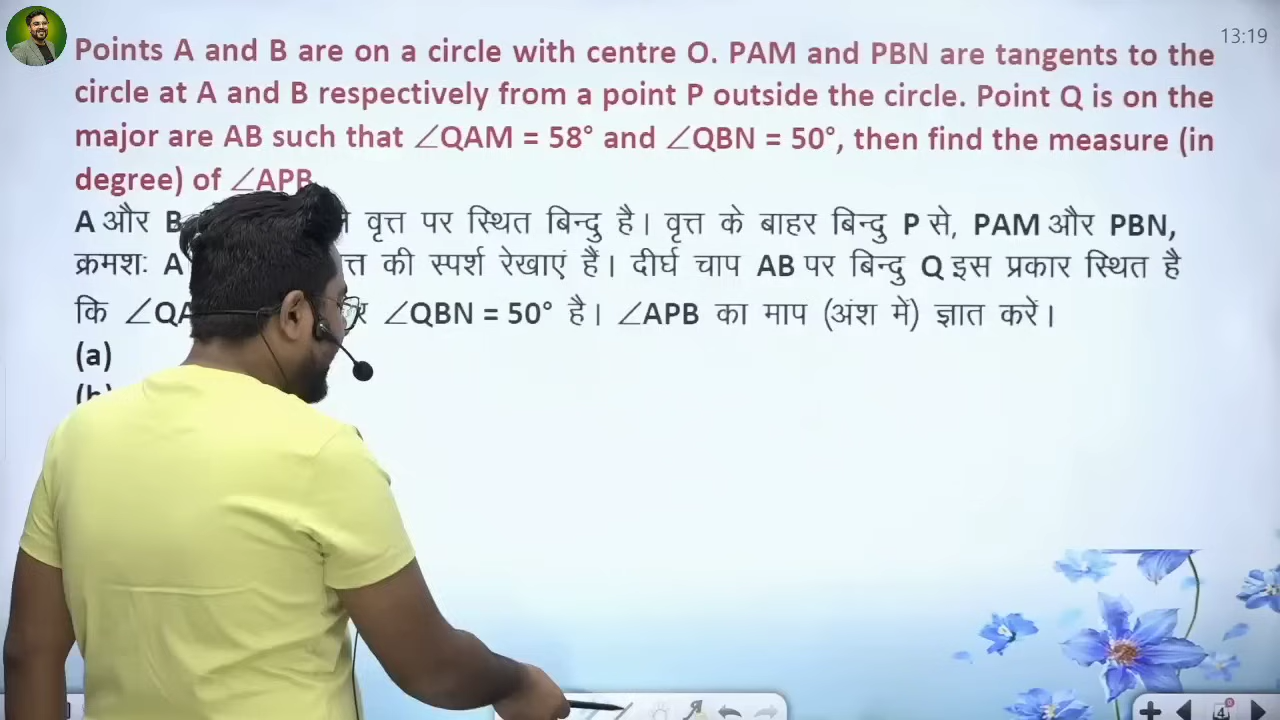 13:19
Points A and B are on a circle with centre O. PAM and PBN are tangents to the
circle at A and B respectively from a point P outside the circle. Point Q is on the
major are AB such that ∠QAM = 58° and ∠QBN = 50°, then find the measure (in
degree) of ∠APB
A और B वृत्त पर स्थित बिन्दु है। वृत्त के बाहर बिन्दु P से, PAM और PBN,
क्रमशः A की स्पर्श रेखाएं हैं। दीर्घ चाप AB पर बिन्दु Q इस प्रकार स्थित है
कि ∠QBN = 50° है। ∠APB का माप (अंश में) ज्ञात करें।
(a)